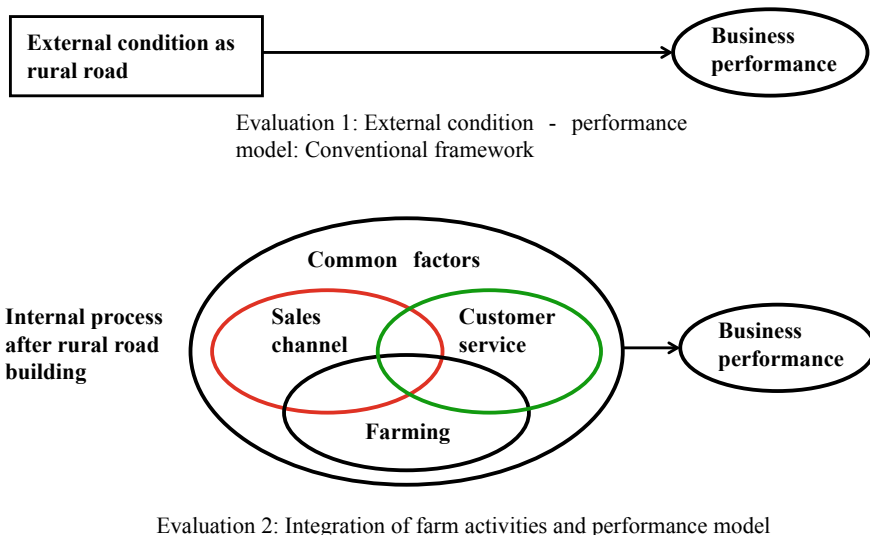 External condition as
rural road
Business
performance
Evaluation 1: External condition - performance
model: Conventional framework
Common factors
Internal process
after rural road
building
Sales
channel
Customer
service
Farming
Business
performance
Evaluation 2: Integration of farm activities and performance model